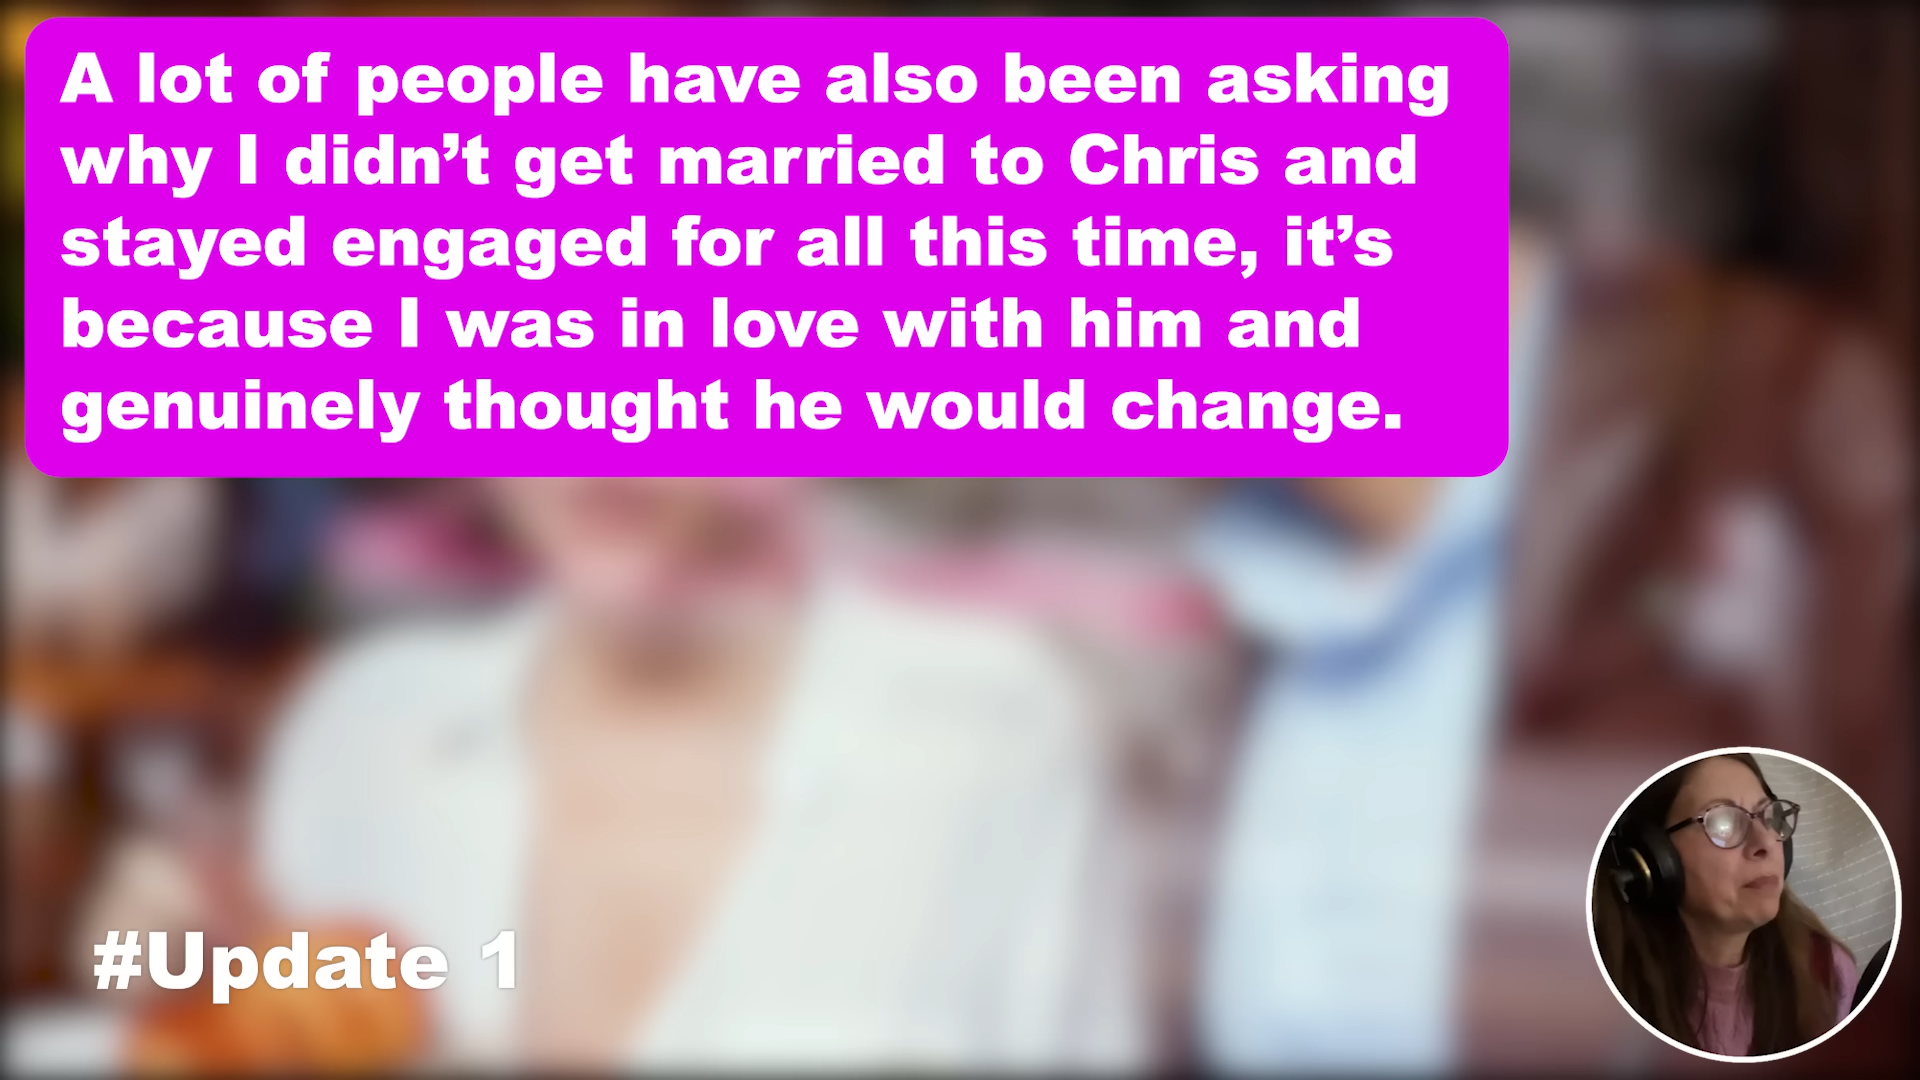 A lot of people have also been asking
why I didn’t get married to Chris and
stayed engaged for all this time, it’s
because I was in love with him and
genuinely thought he would change.
#Update 1